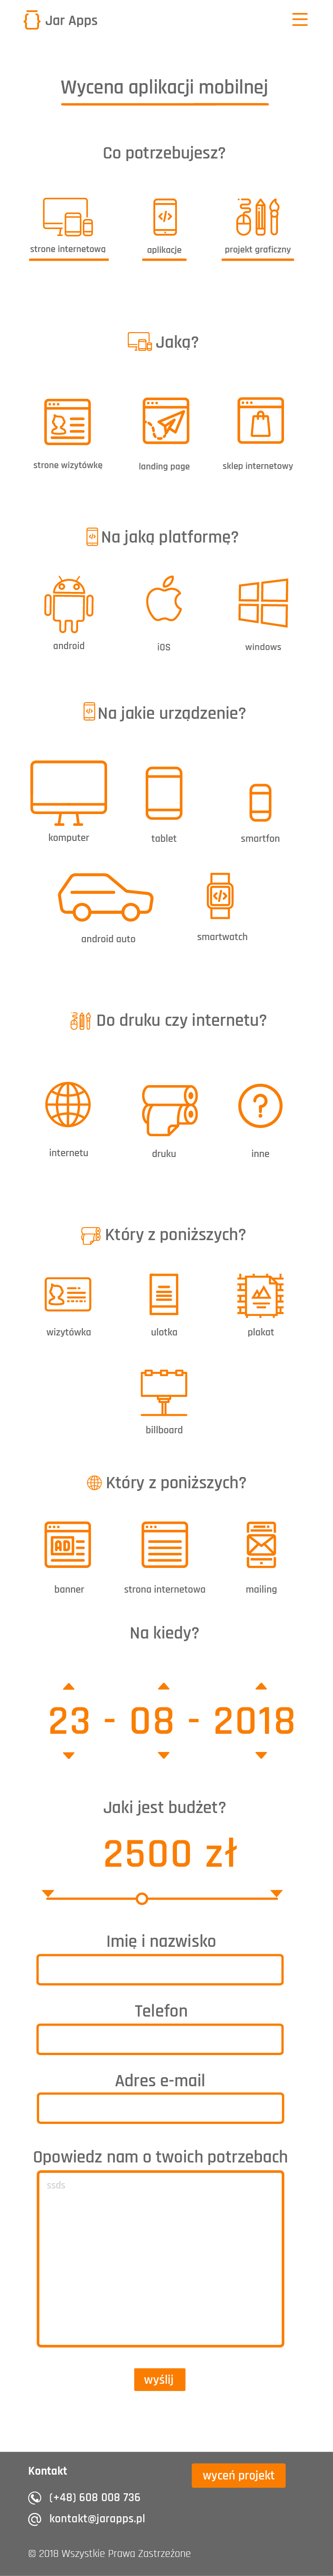 Jar Apps
Wycena aplikacji mobilnej
Co potrzebujesz?
stronę internetową aplikację projekt graficzny
Jaką?
stronę wizytówkę landing page sklep internetowy
Na jaką platformę?
android iOS windows
Na jakie urządzenie?
komputer tablet smartfon
android auto smartwatch
Do druku czy internetu?
internetu druku inne
Który z poniższych?
wizytówka ulotka plakat
billboard
Który z poniższych?
AD
banner strona internetowa mailing
Na kiedy?
23 - 08 - 2018
Jaki jest budżet?
2500 zł
Imię i nazwisko
Telefon
Adres e-mail
Opowiedz nam o twoich potrzebach
ssds
wyślij
Kontakt
wyceń projekt
(+48) 608 008 736
kontakt@jarapps.pl
© 2018 Wszystkie Prawa Zastrzeżone